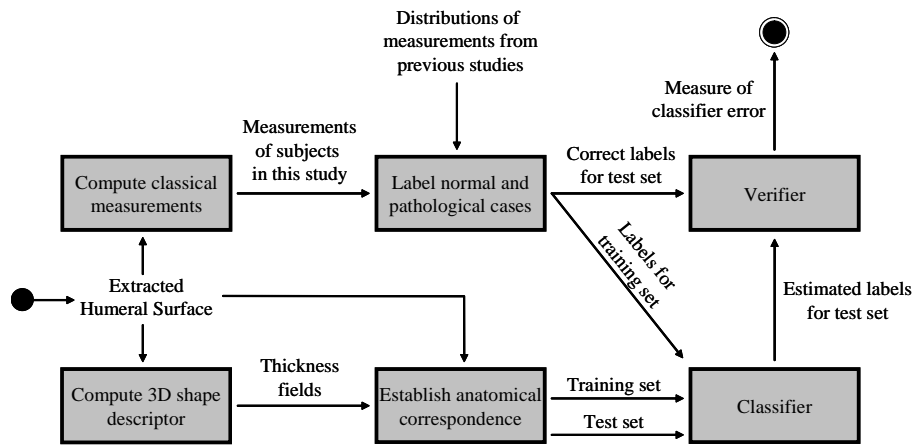 Distributions of
measurements from
previous studies
Measure of
classifier error
Measurements
of subjects
in this study
Correct labels
for test set
Compute classical
measurements
Label normal and
pathological cases
Verifier
Labels for
training set
Extracted
Humeral Surface
Estimated labels
for test set
Thickness
fields
Compute 3D shape
descriptor
Establish anatomical
correspondence
Training set
Test set
Classifier